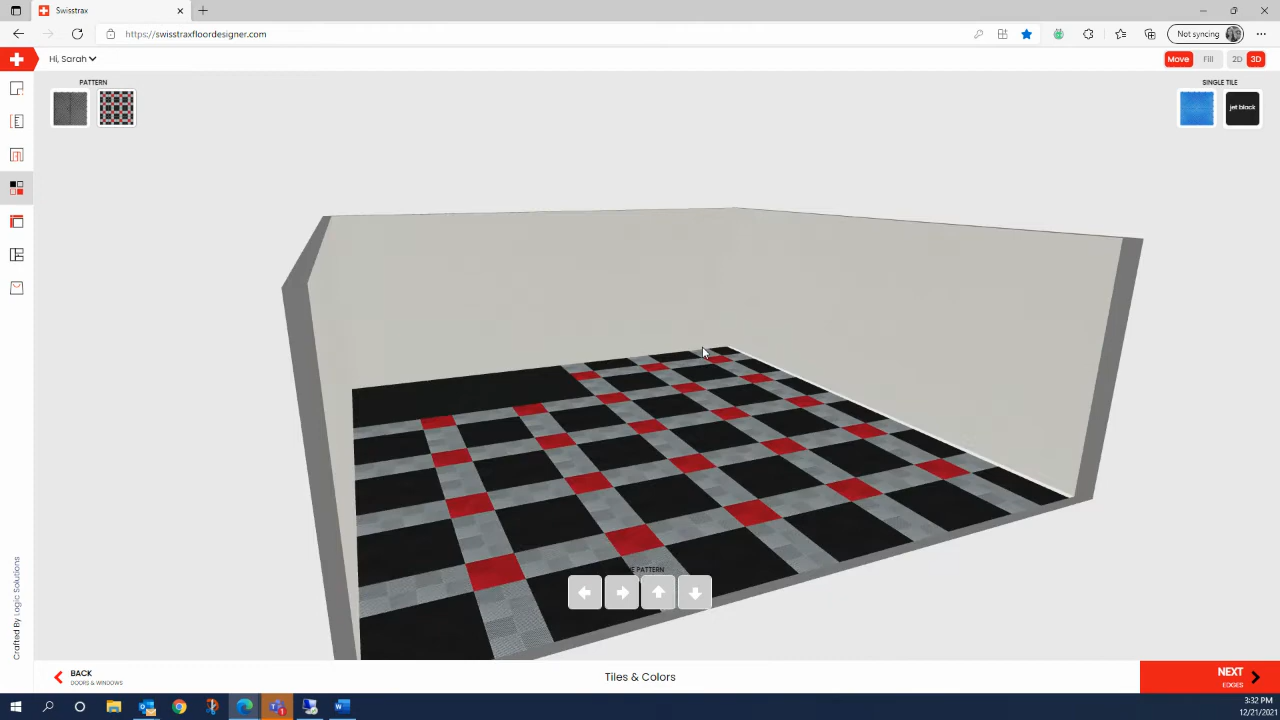 Swisstrax
https://swisstraxfloordesigner.com
Not syncing
Hi, Sarah
Move
Fill
2D
3D
PATTERN
SINGLE TILE
jet black
PATTERN
Crafted By Logic Solutions
BACK
DOORS & WINDOWS
Tiles & Colors
NEXT
EDGES
3:32 PM
12/21/2021